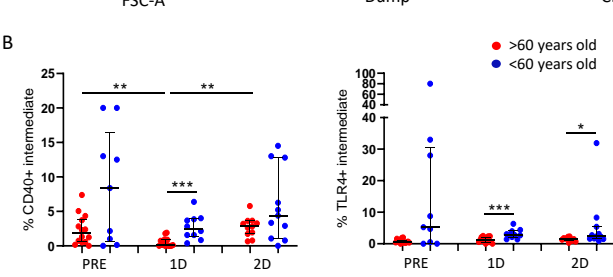 FSC-A
Dump
B
>60 years old
<60 years old
% CD40+ intermediate
25
20
15
10
5
0
**
**
***
PRE
1D
2D
% TLR4+ intermediate
100
80
60
40
40
30
20
10
0
***
*
PRE
1D
2D